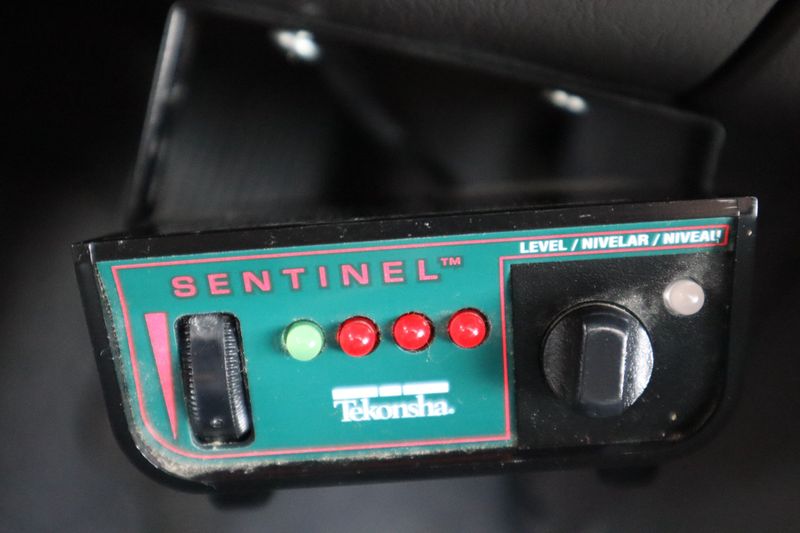 SENTINEL™
LEVEL / NIVELAR / NIVEAU
Tekonsha®